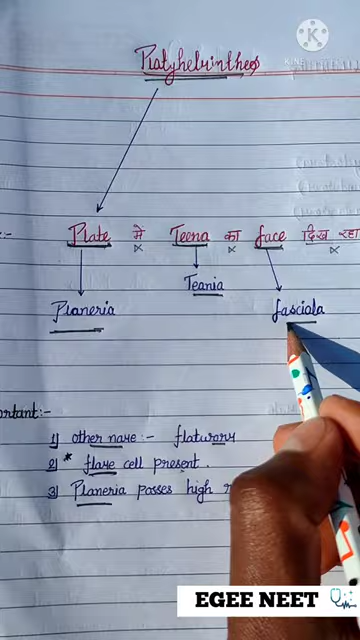 KINEMASTER
Platyhelminthes
:- Plate में Teena का face दिख रहा
x x x
Teania
Planeria fasciola
ortant:-
1) other name :- flatworm
2) * flame cell present.
3) Planeria posses high r
EGEE NEET